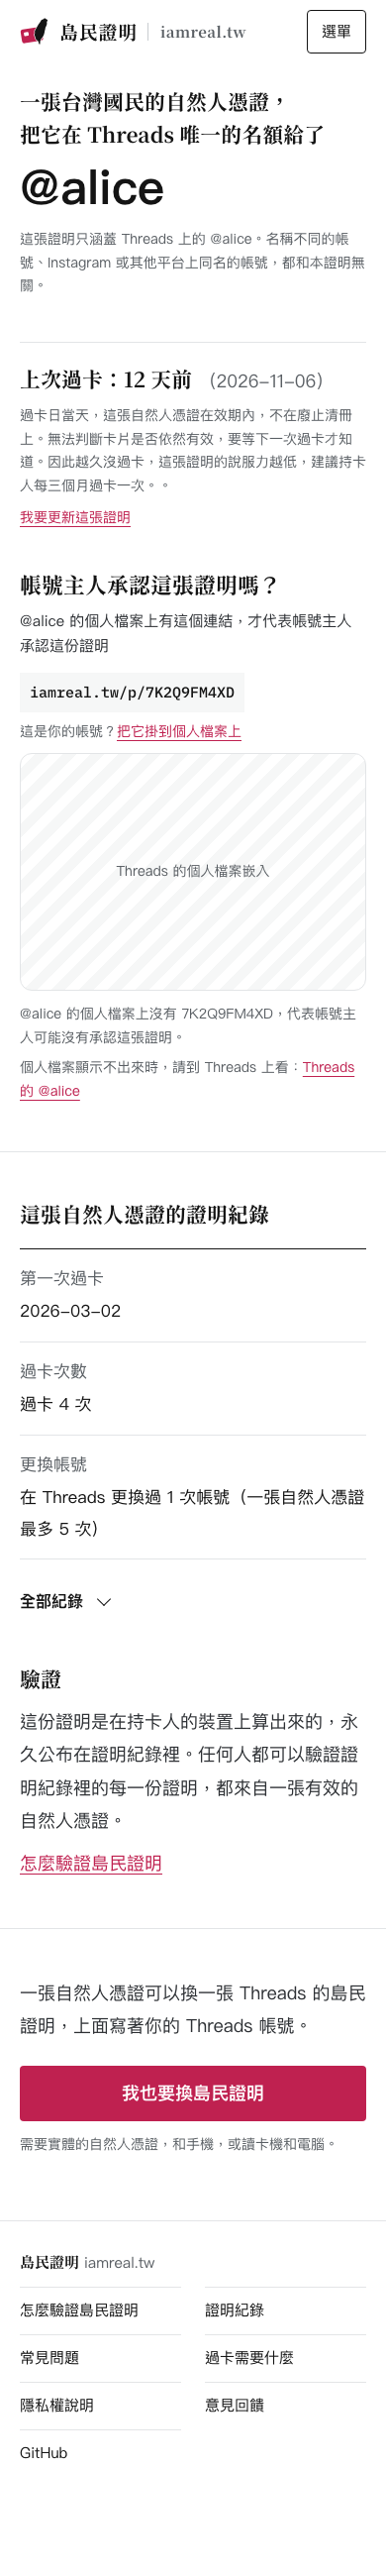 島民證明 iamreal.tw 選單
一張台灣國民的自然人憑證，
把它在 Threads 唯一的名額給了
@alice
這張證明只涵蓋 Threads 上的 @alice。名稱不同的帳
號、Instagram 或其他平台上同名的帳號，都和本證明無
關。
上次過卡：12 天前 （2026–11–06）
過卡日當天，這張自然人憑證在效期內，不在廢止清冊
上。無法判斷卡片是否依然有效，要等下一次過卡才知
道。因此越久沒過卡，這張證明的說服力越低，建議持卡
人每三個月過卡一次。。
我要更新這張證明
帳號主人承認這張證明嗎？
@alice 的個人檔案上有這個連結，才代表帳號主人
承認這份證明
iamreal.tw/p/7K2Q9FM4XD
這是你的帳號？把它掛到個人檔案上
Threads 的個人檔案嵌入
@alice 的個人檔案上沒有 7K2Q9FM4XD，代表帳號主
人可能沒有承認這張證明。
個人檔案顯示不出來時，請到 Threads 上看：Threads
的 @alice
這張自然人憑證的證明紀錄
第一次過卡
2026–03–02
過卡次數
過卡 4 次
更換帳號
在 Threads 更換過 1 次帳號（一張自然人憑證
最多 5 次）
全部紀錄
驗證
這份證明是在持卡人的裝置上算出來的，永
久公布在證明紀錄裡。任何人都可以驗證證
明紀錄裡的每一份證明，都來自一張有效的
自然人憑證。
怎麼驗證島民證明
一張自然人憑證可以換一張 Threads 的島民
證明，上面寫著你的 Threads 帳號。
我也要換島民證明
需要實體的自然人憑證，和手機，或讀卡機和電腦。
島民證明 iamreal.tw
怎麼驗證島民證明 證明紀錄
常見問題 過卡需要什麼
隱私權說明 意見回饋
GitHub